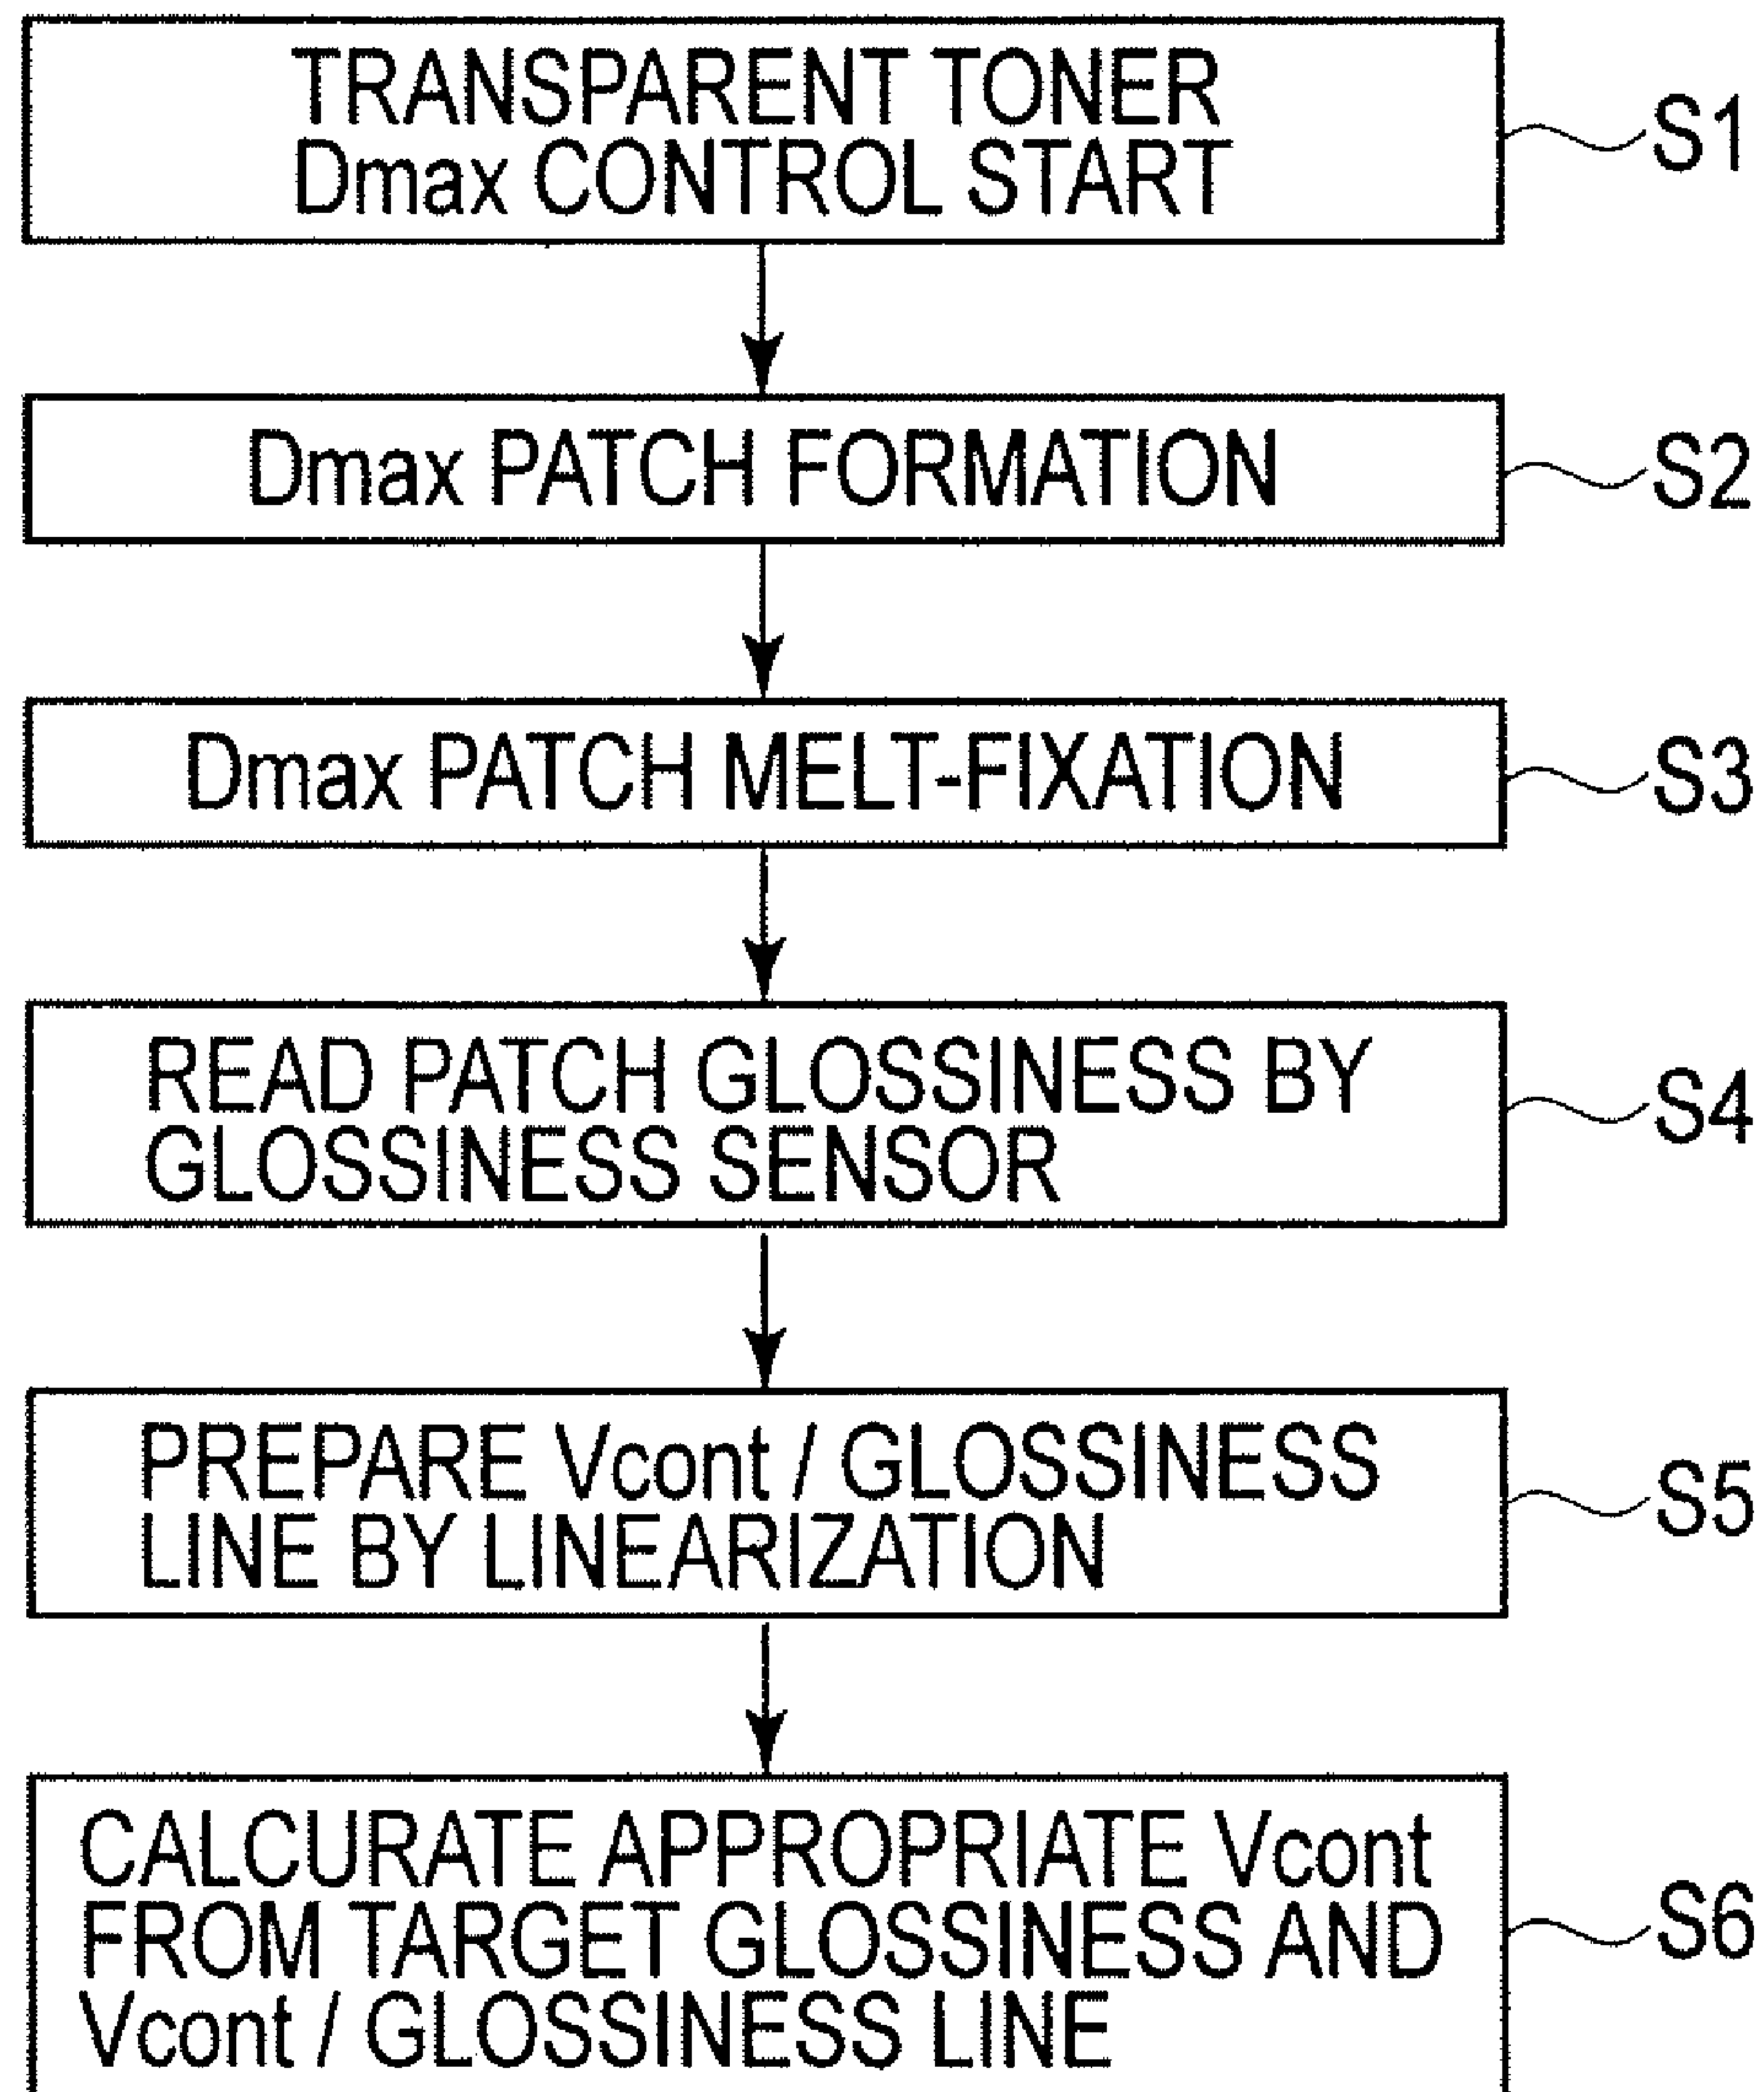 TRANSPARENT TONER
Dmax CONTROL START
S1
Dmax PATCH FORMATION
S2
Dmax PATCH MELT-FIXATION
S3
READ PATCH GLOSSINESS BY
GLOSSINESS SENSOR
S4
PREPARE Vcont / GLOSSINESS
LINE BY LINEARIZATION
S5
CALCURATE APPROPRIATE Vcont
FROM TARGET GLOSSINESS AND
Vcont / GLOSSINESS LINE
S6